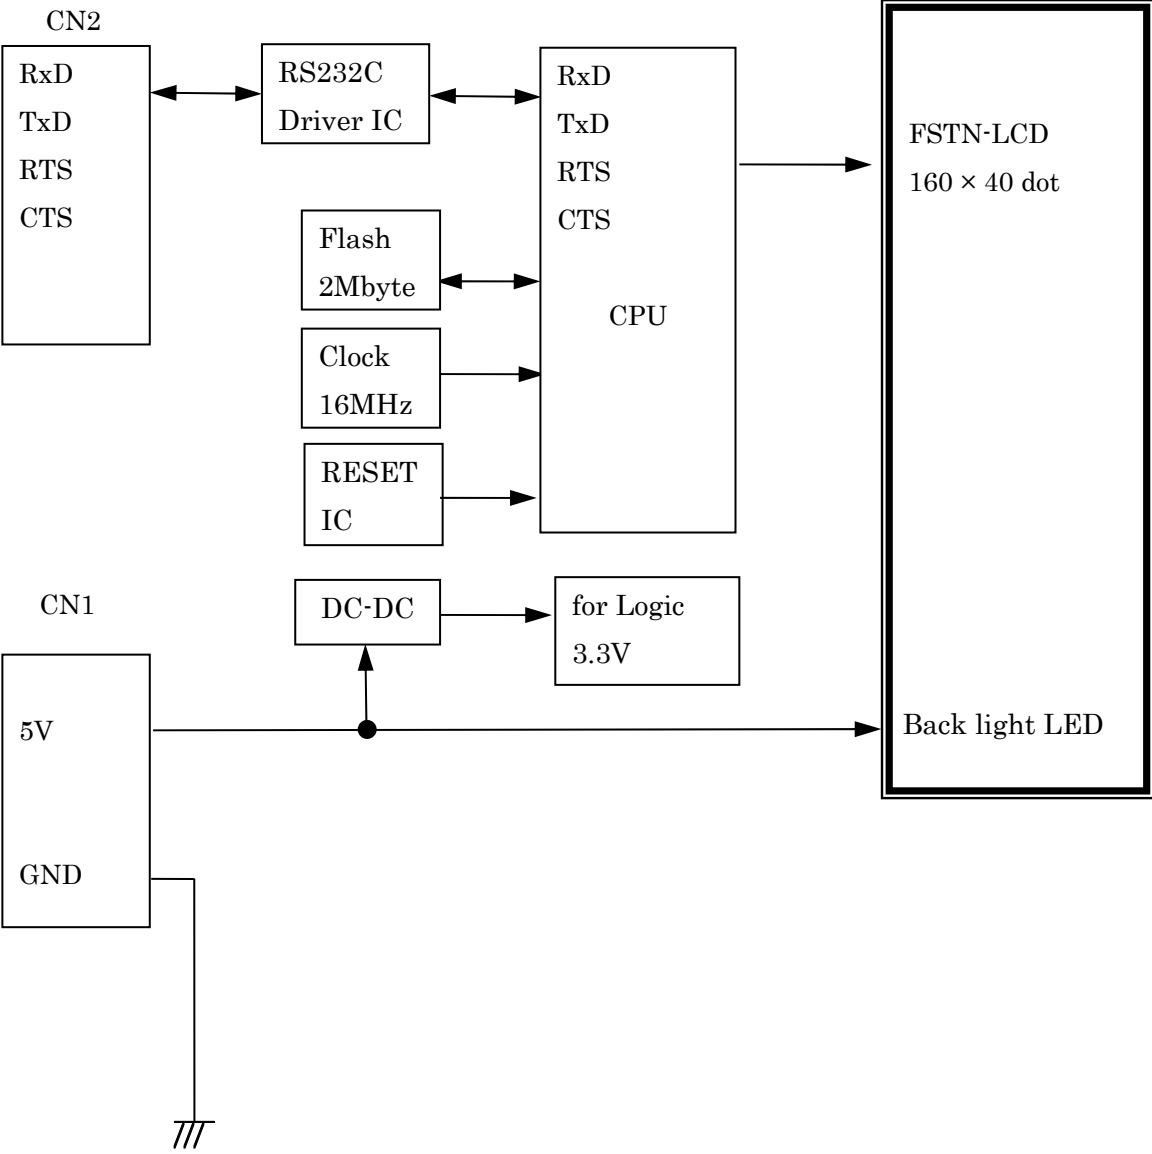 CN2
RxD
TxD
RTS
CTS
RS232C
Driver IC
RxD
TxD
RTS
CTS
CPU
FSTN-LCD
160 × 40 dot
Flash
2Mbyte
Clock
16MHz
RESET
IC
CN1
5V
GND
DC-DC
for Logic
3.3V
Back light LED